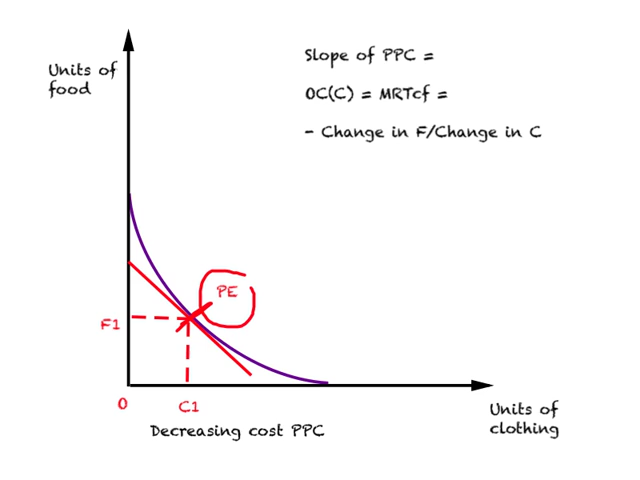 Slope of PPC =
Units of
food
OC(C) = MRTcf =
- Change in F/Change in C
PE
F1
0
C1
Units of
clothing
Decreasing cost PPC